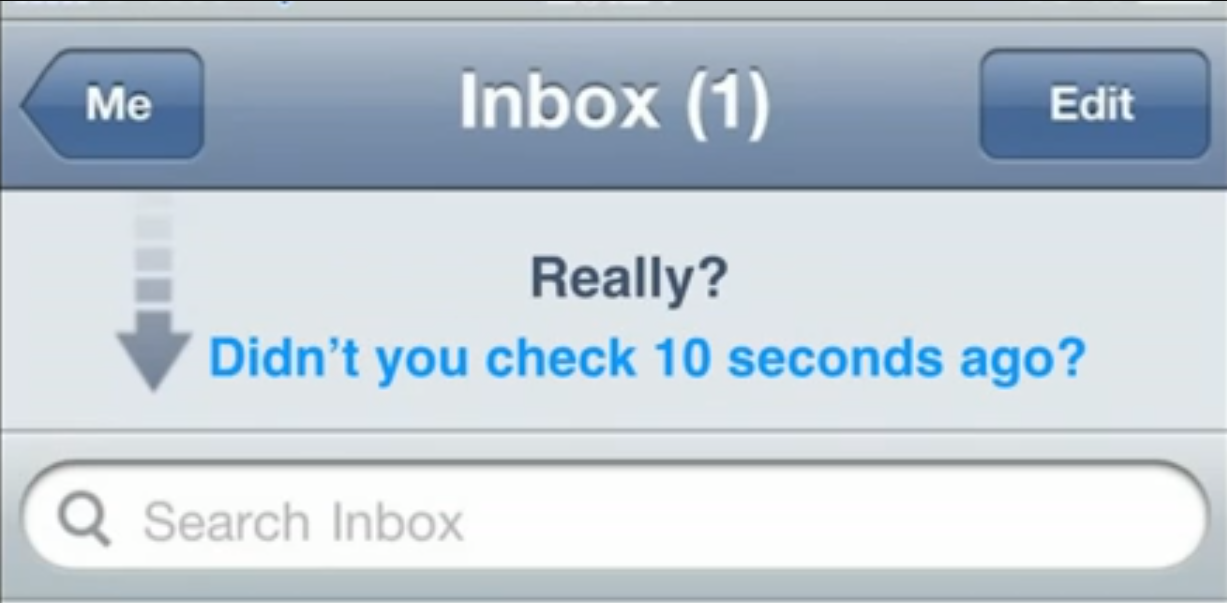 Me Inbox (1) Edit
Really?
Didn’t you check 10 seconds ago?
Search Inbox